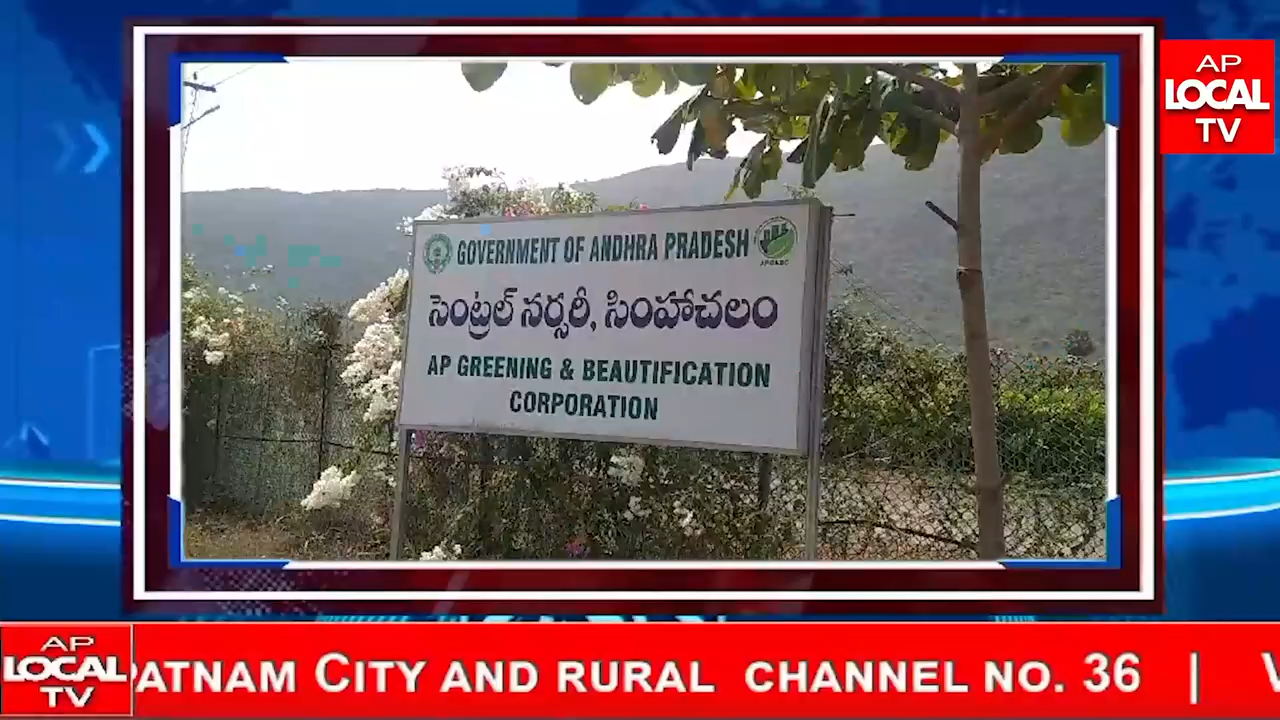 AP
LOCAL
TV
GOVERNMENT OF ANDHRA PRADESH
సెంట్రల్ నర్సరీ, సింహాచలం
AP GREENING & BEAUTIFICATION
CORPORATION
AP
LOCAL
TV
PATNAM CITY AND RURAL CHANNEL NO. 36 | V